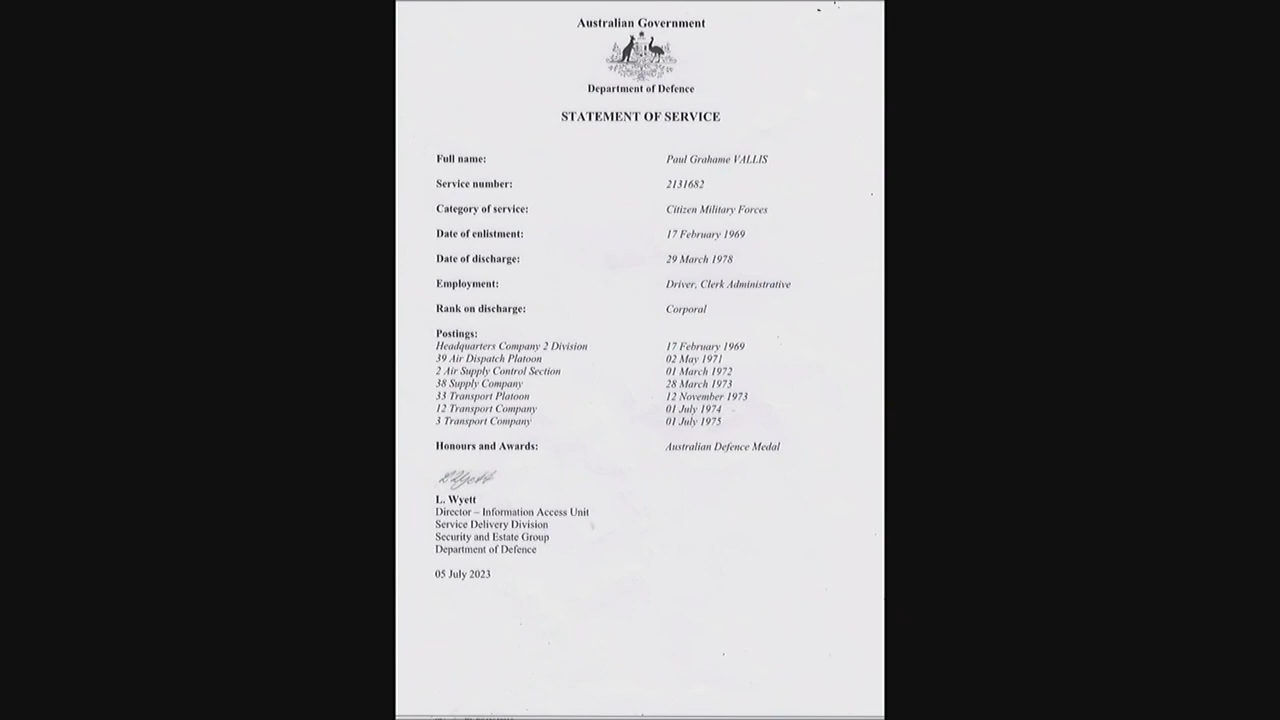 Australian Government
Department of Defence
STATEMENT OF SERVICE
Full name: Paul Grahame VALLIS
Service number: 2131682
Category of service: Citizen Military Forces
Date of enlistment: 17 February 1969
Date of discharge: 29 March 1978
Employment: Driver, Clerk Administrative
Rank on discharge: Corporal
Postings:
Headquarters Company 2 Division 17 February 1969
39 Air Dispatch Platoon 02 May 1971
2 Air Supply Control Section 01 March 1972
38 Supply Company 28 March 1973
33 Transport Platoon 12 November 1973
12 Transport Company 01 July 1974
3 Transport Company 01 July 1975
Honours and Awards: Australian Defence Medal
L. Wyett
Director – Information Access Unit
Service Delivery Division
Security and Estate Group
Department of Defence
05 July 2023